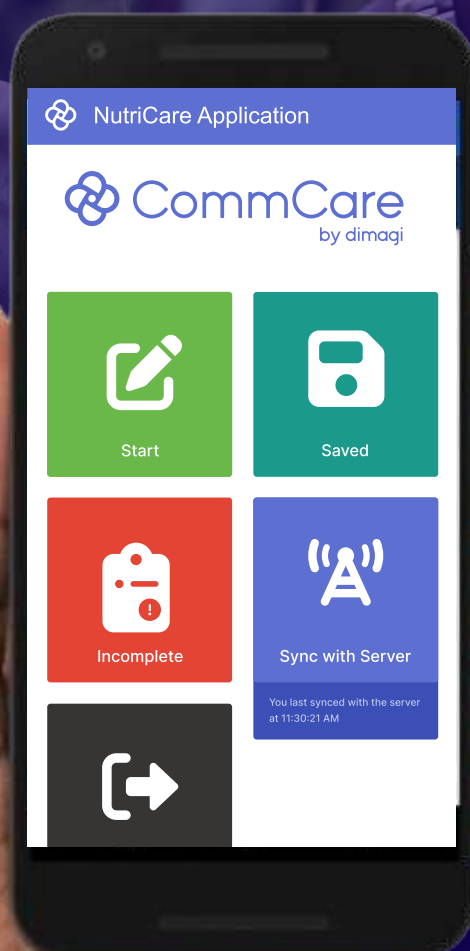 NutriCare Application
CommCare
by dimagi
Start
Saved
Incomplete
Sync with Server
You last synced with the server
at 11:30:21 AM